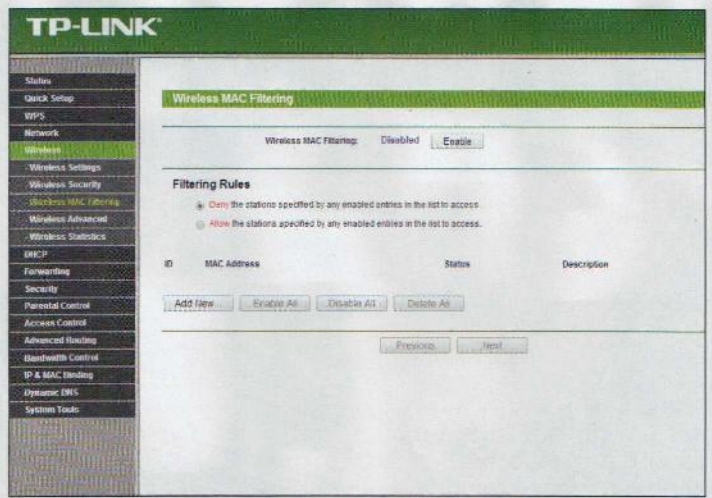 TP-LINK®
Status
Quick Setup
WPS
Network
Wireless
- Wireless Settings
- Wireless Security
- Wireless MAC Filtering
- Wireless Advanced
- Wireless Statistics
DHCP
Forwarding
Security
Parental Control
Access Control
Advanced Routing
Bandwidth Control
IP & MAC Binding
Dynamic DNS
System Tools
Wireless MAC Filtering
Wireless MAC Filtering: Disabled Enable
Filtering Rules
Deny the stations specified by any enabled entries in the list to access.
Allow the stations specified by any enabled entries in the list to access.
ID MAC Address Status Description
Add New... Enable All Disable All Delete All
Previous Next